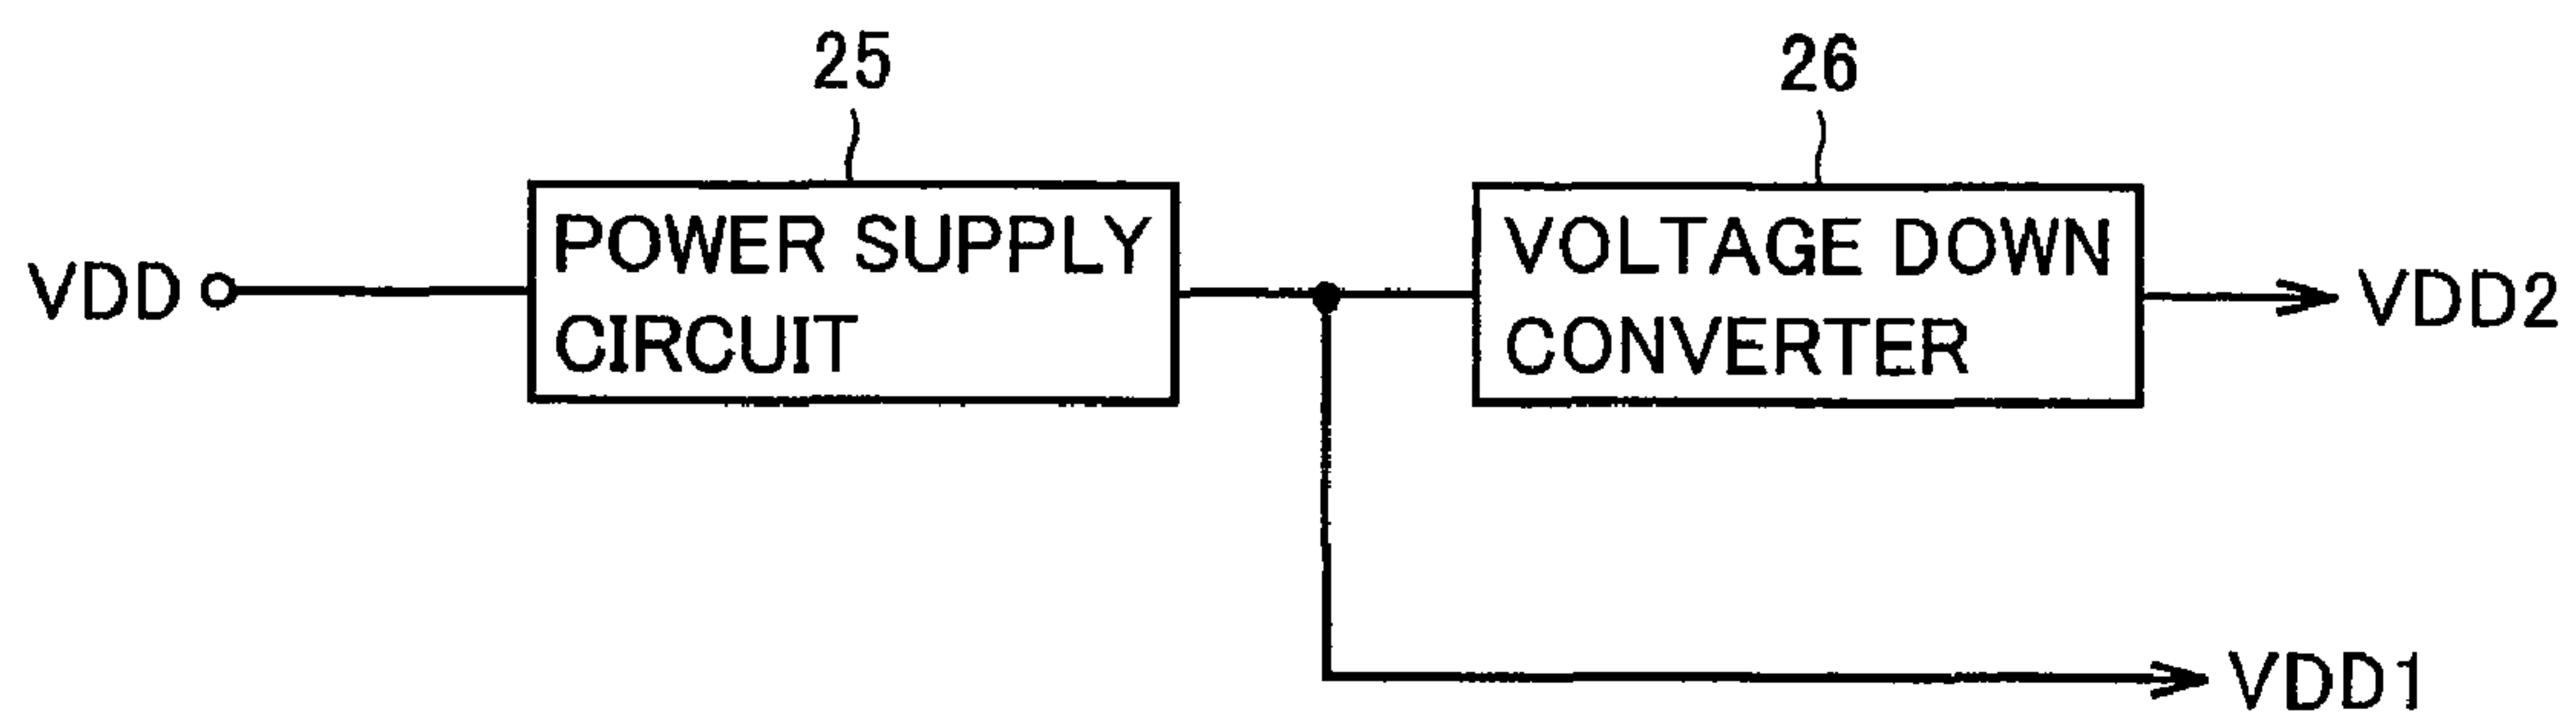 25
26
VDD
POWER SUPPLY
CIRCUIT
VOLTAGE DOWN
CONVERTER
VDD2
VDD1